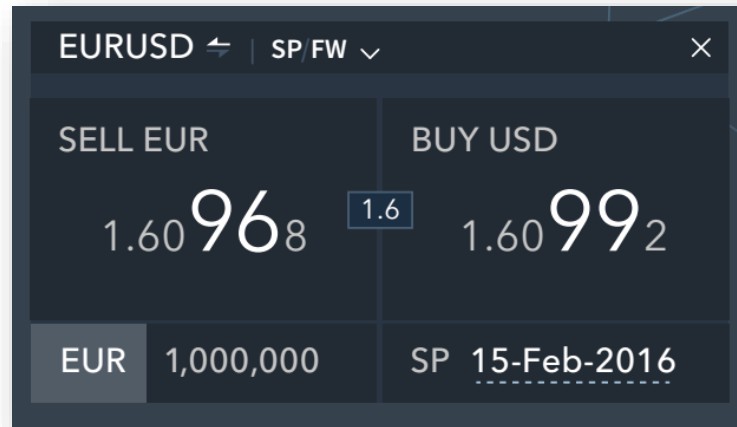 EURUSD SP/FW
SELL EUR BUY USD
1.60968 1.6 1.60992
EUR 1,000,000 SP 15-Feb-2016